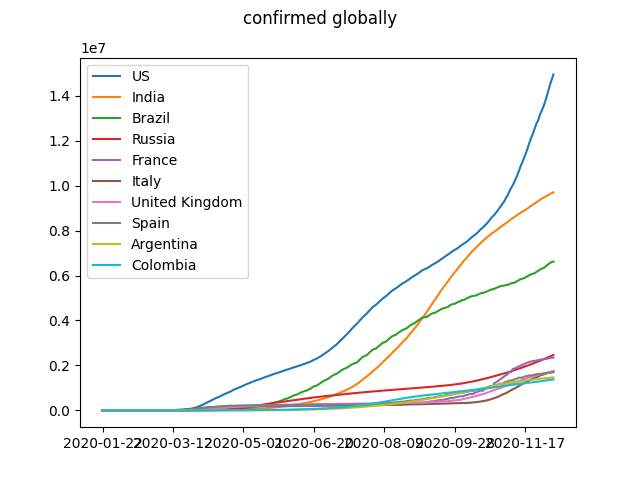 confirmed globally
1e7
1.4
1.2
1.0
0.8
0.6
0.4
0.2
0.0
US
India
Brazil
Russia
France
Italy
United Kingdom
Spain
Argentina
Colombia
2020-01-22 2020-03-12 2020-05-01 2020-06-20 2020-08-09 2020-09-28 2020-11-17